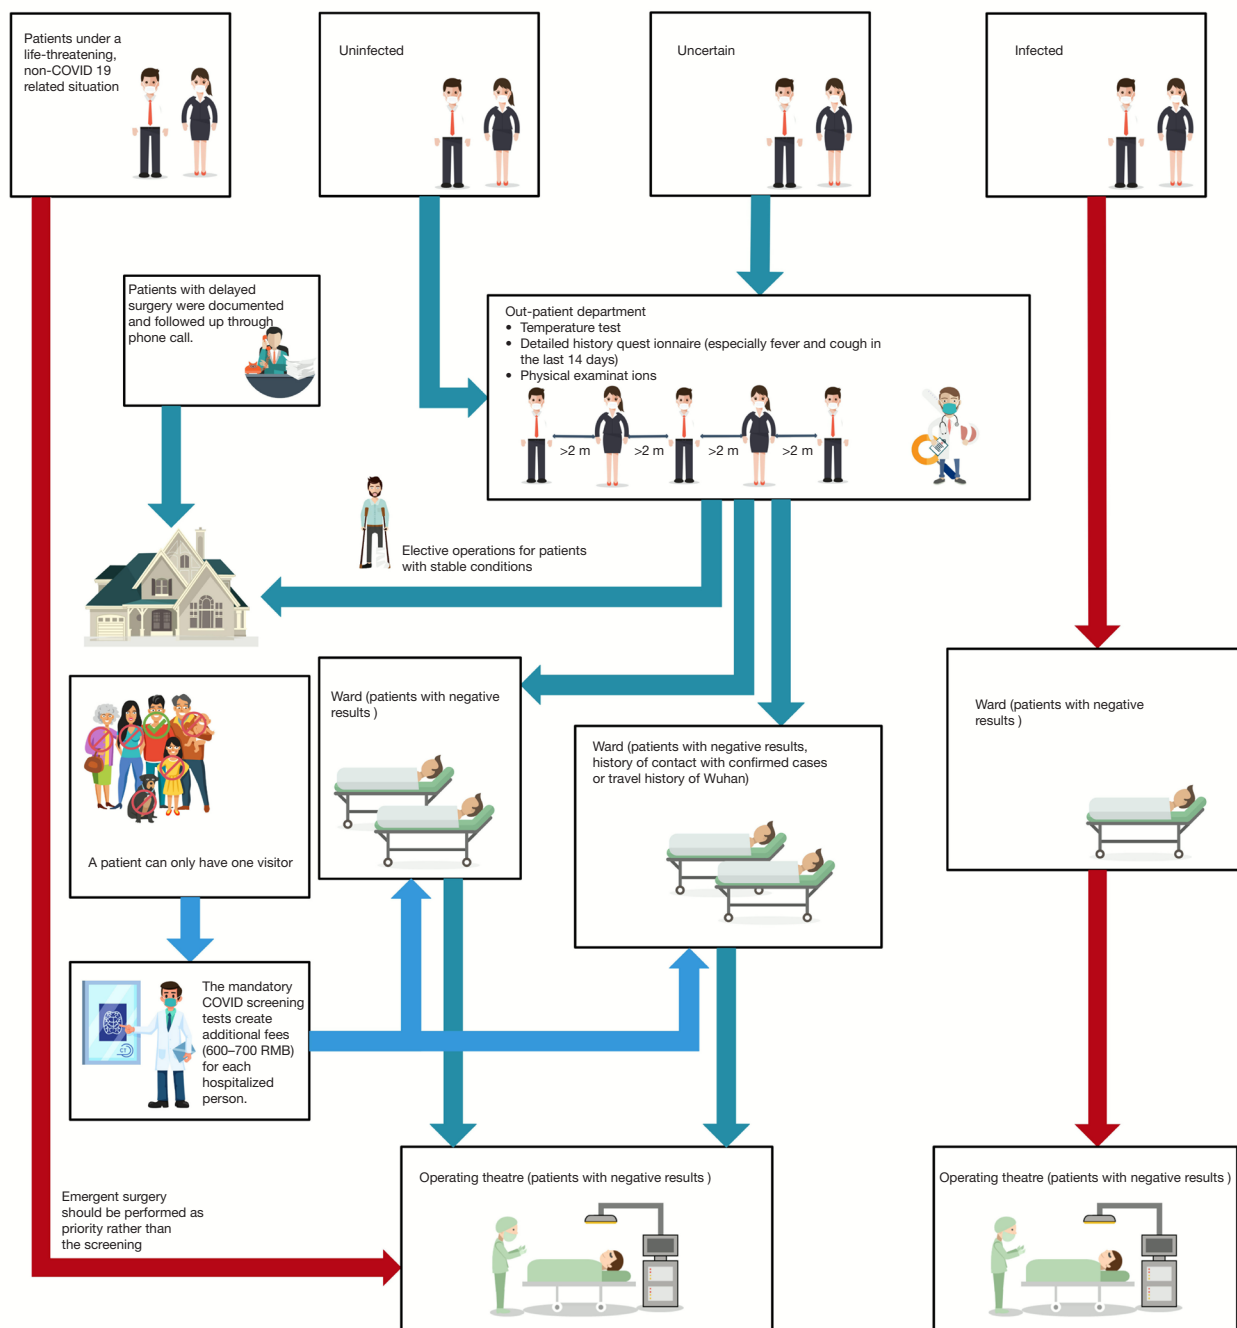 Patients under a
life-threatening,
non-COVID 19
related situation
Uninfected
Uncertain
Infected
Patients with delayed
surgery were documented
and followed up through
phone call.
Out-patient department
• Temperature test
• Detailed history quest ionnaire (especially fever and cough in
the last 14 days)
• Physical examinat ions
>2 m
>2 m
>2 m
>2 m
Elective operations for patients
with stable conditions
Ward (patients with negative
results )
Ward (patients with negative results,
history of contact with confirmed cases
or travel history of Wuhan)
Ward (patients with negative
results )
A patient can only have one visitor
The mandatory
COVID screening
tests create
additional fees
(600–700 RMB)
for each
hospitalized
person.
CT
Emergent surgery
should be performed as
priority rather than
the screening
Operating theatre (patients with negative results )
Operating theatre (patients with negative results )